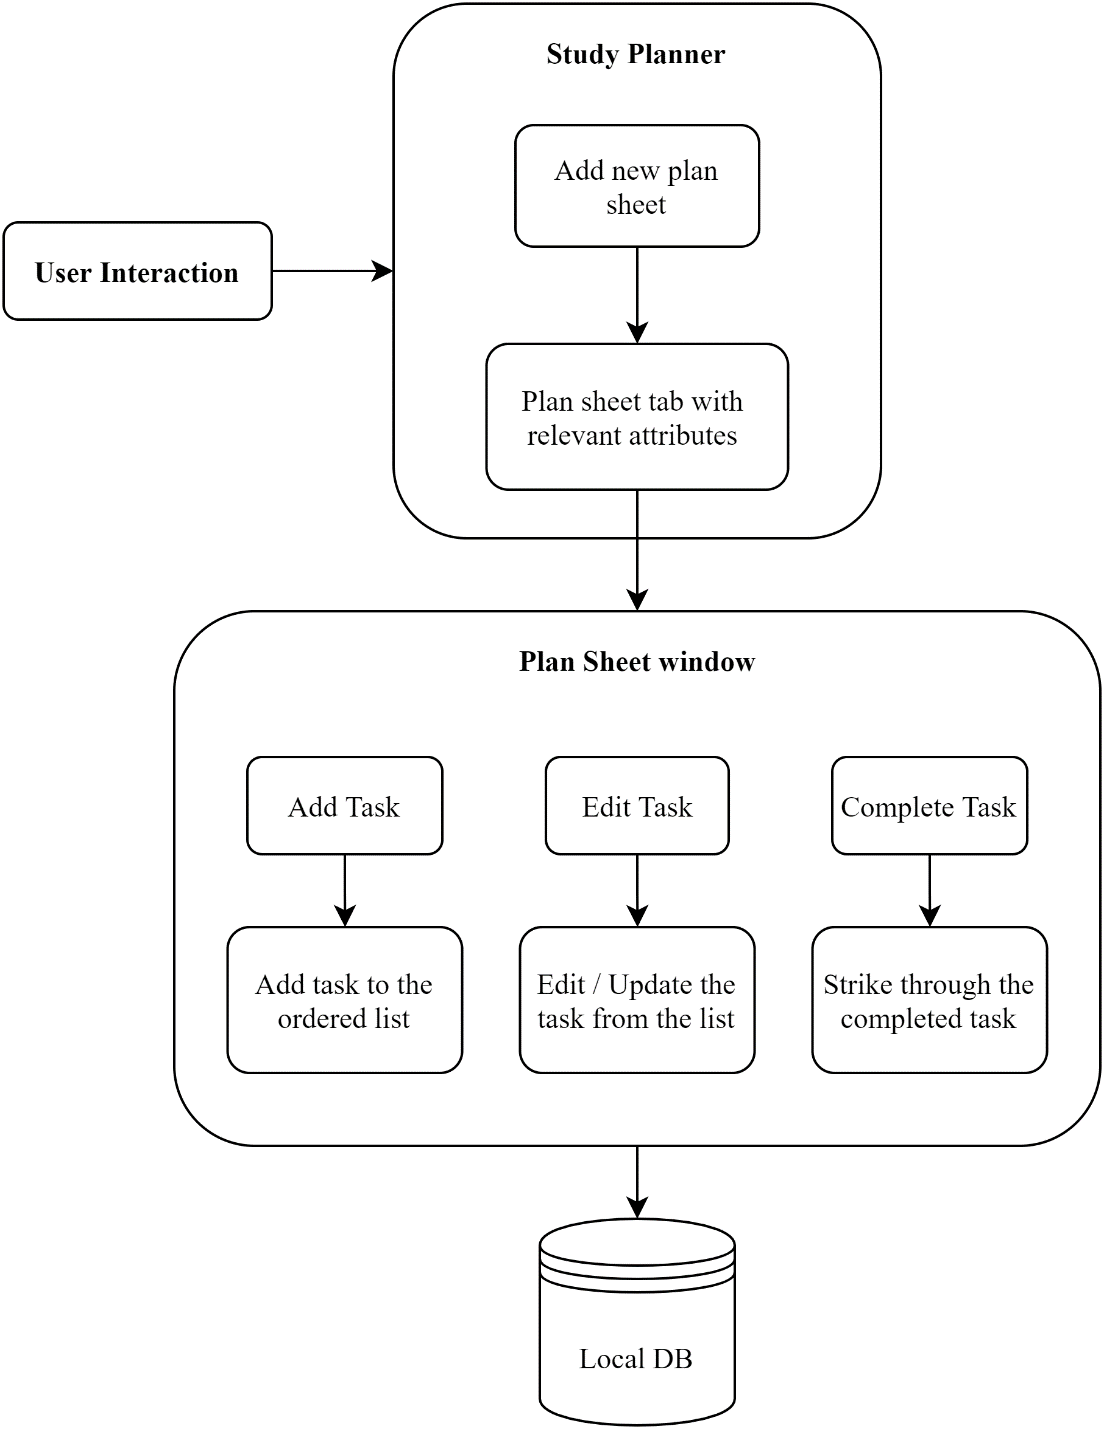 Study Planner
Add new plan
sheet
User Interaction
Plan sheet tab with
relevant attributes
Plan Sheet window
Add Task
Edit Task
Complete Task
Add task to the
ordered list
Edit / Update the
task from the list
Strike through the
completed task
Local DB